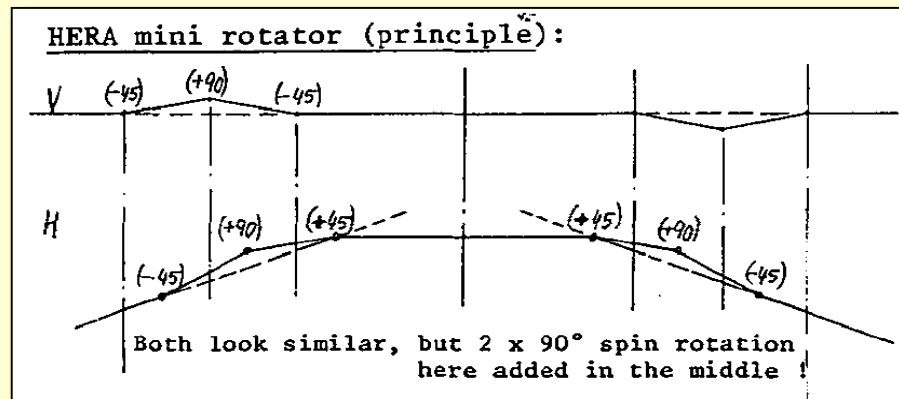 HERA mini rotator (principle):
V (-45) (+90) (-45)
H (+90) (+45) (+45) (+90)
(-45) (-45)
Both look similar, but 2 x 90° spin rotation
here added in the middle !